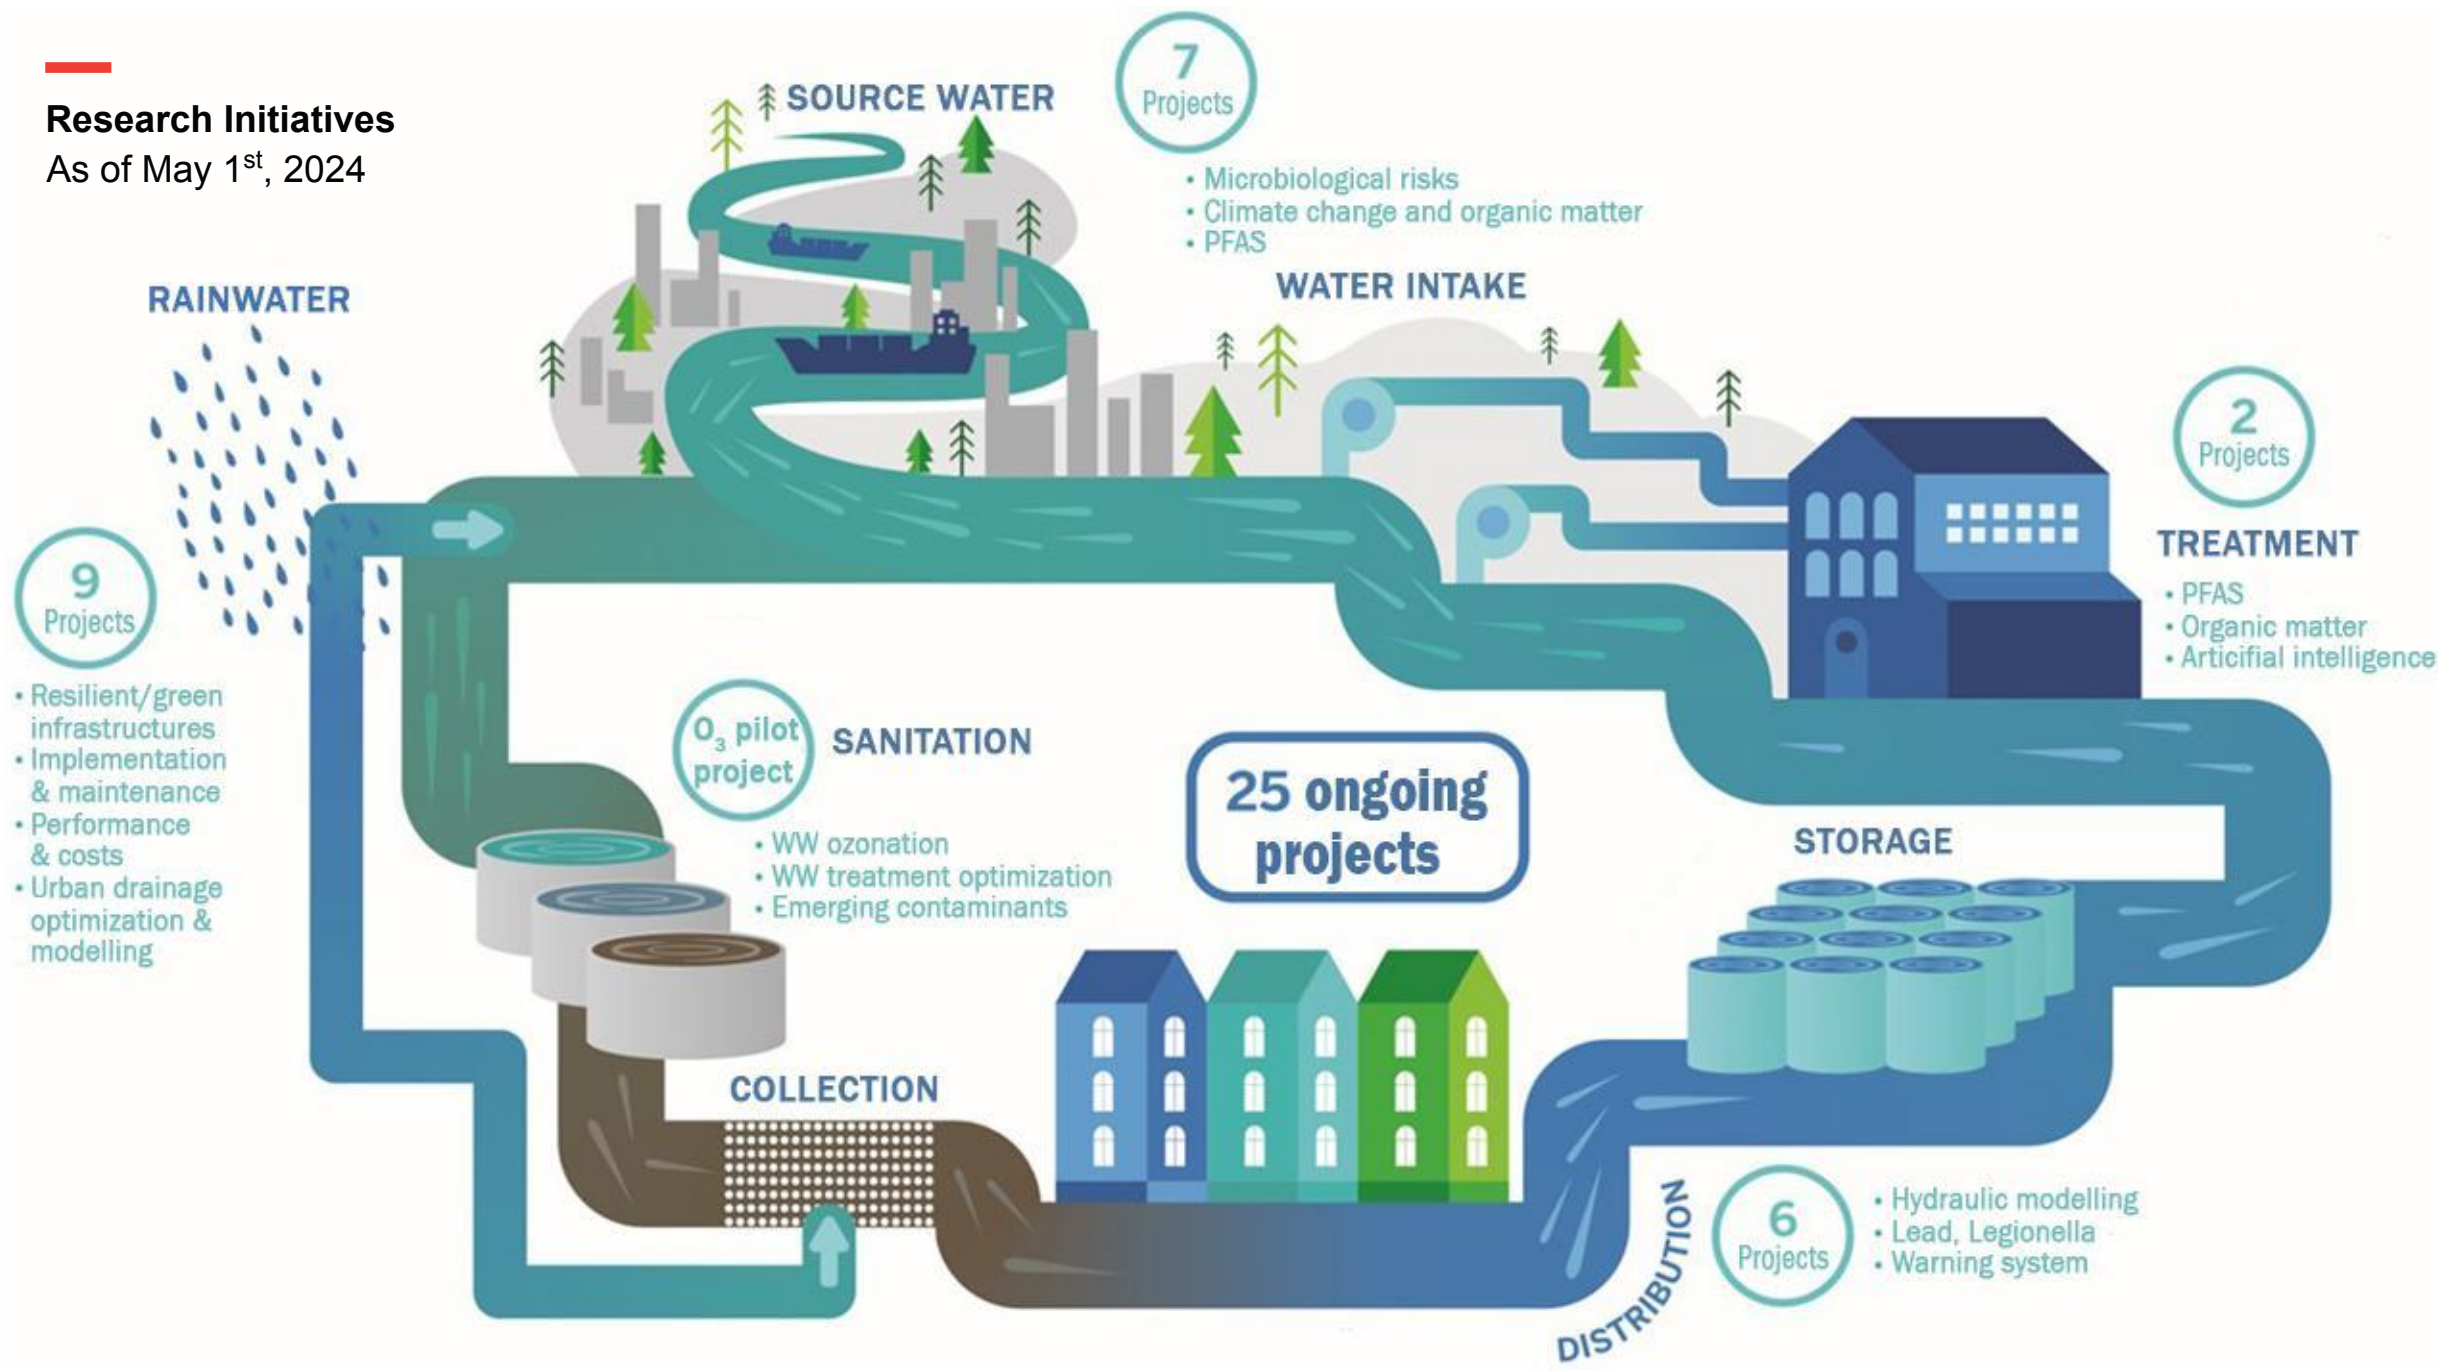 Research Initiatives
As of May 1st, 2024
SOURCE WATER
7
Projects
• Microbiological risks
• Climate change and organic matter
• PFAS
WATER INTAKE
RAINWATER
9
Projects
• Resilient/green
infrastructures
• Implementation
& maintenance
• Performance
& costs
• Urban drainage
optimization &
modelling
2
Projects
TREATMENT
• PFAS
• Organic matter
• Articifial intelligence
O₃ pilot
project
SANITATION
• WW ozonation
• WW treatment optimization
• Emerging contaminants
25 ongoing
projects
STORAGE
COLLECTION
DISTRIBUTION
6
Projects
• Hydraulic modelling
• Lead, Legionella
• Warning system